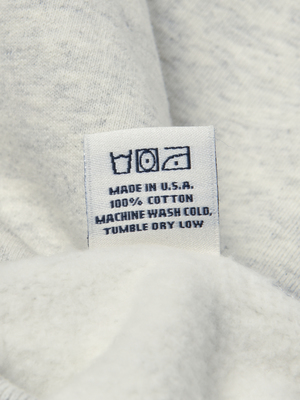 MADE IN U.S.A.
100% COTTON
MACHINE WASH COLD,
TUMBLE DRY LOW